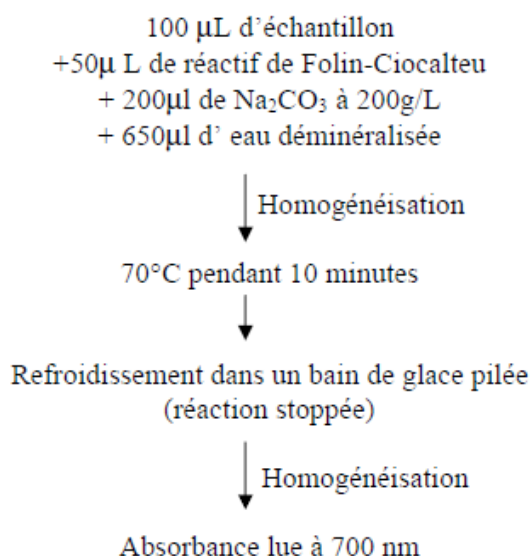 100 µL d’échantillon
+50µ L de réactif de Folin-Ciocalteu
+ 200µl de Na₂CO₃ à 200g/L
+ 650µl d’ eau déminéralisée
Homogénéisation
70°C pendant 10 minutes
Refroidissement dans un bain de glace pilée
(réaction stoppée)
Homogénéisation
Absorbance lue à 700 nm